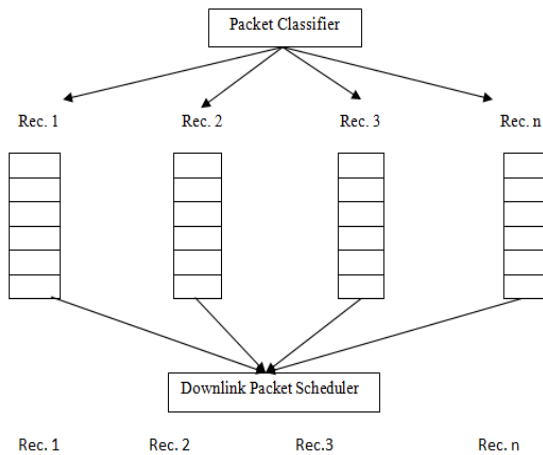 Packet Classifier
Rec. 1 Rec. 2 Rec. 3 Rec. n
Downlink Packet Scheduler
Rec. 1 Rec. 2 Rec.3 Rec. n